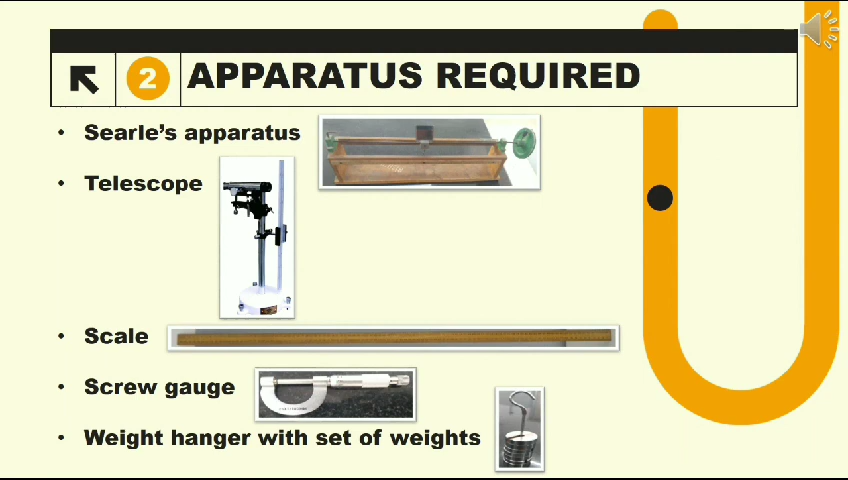 2 APPARATUS REQUIRED
• Searle's apparatus
• Telescope
• Scale
• Screw gauge
• Weight hanger with set of weights